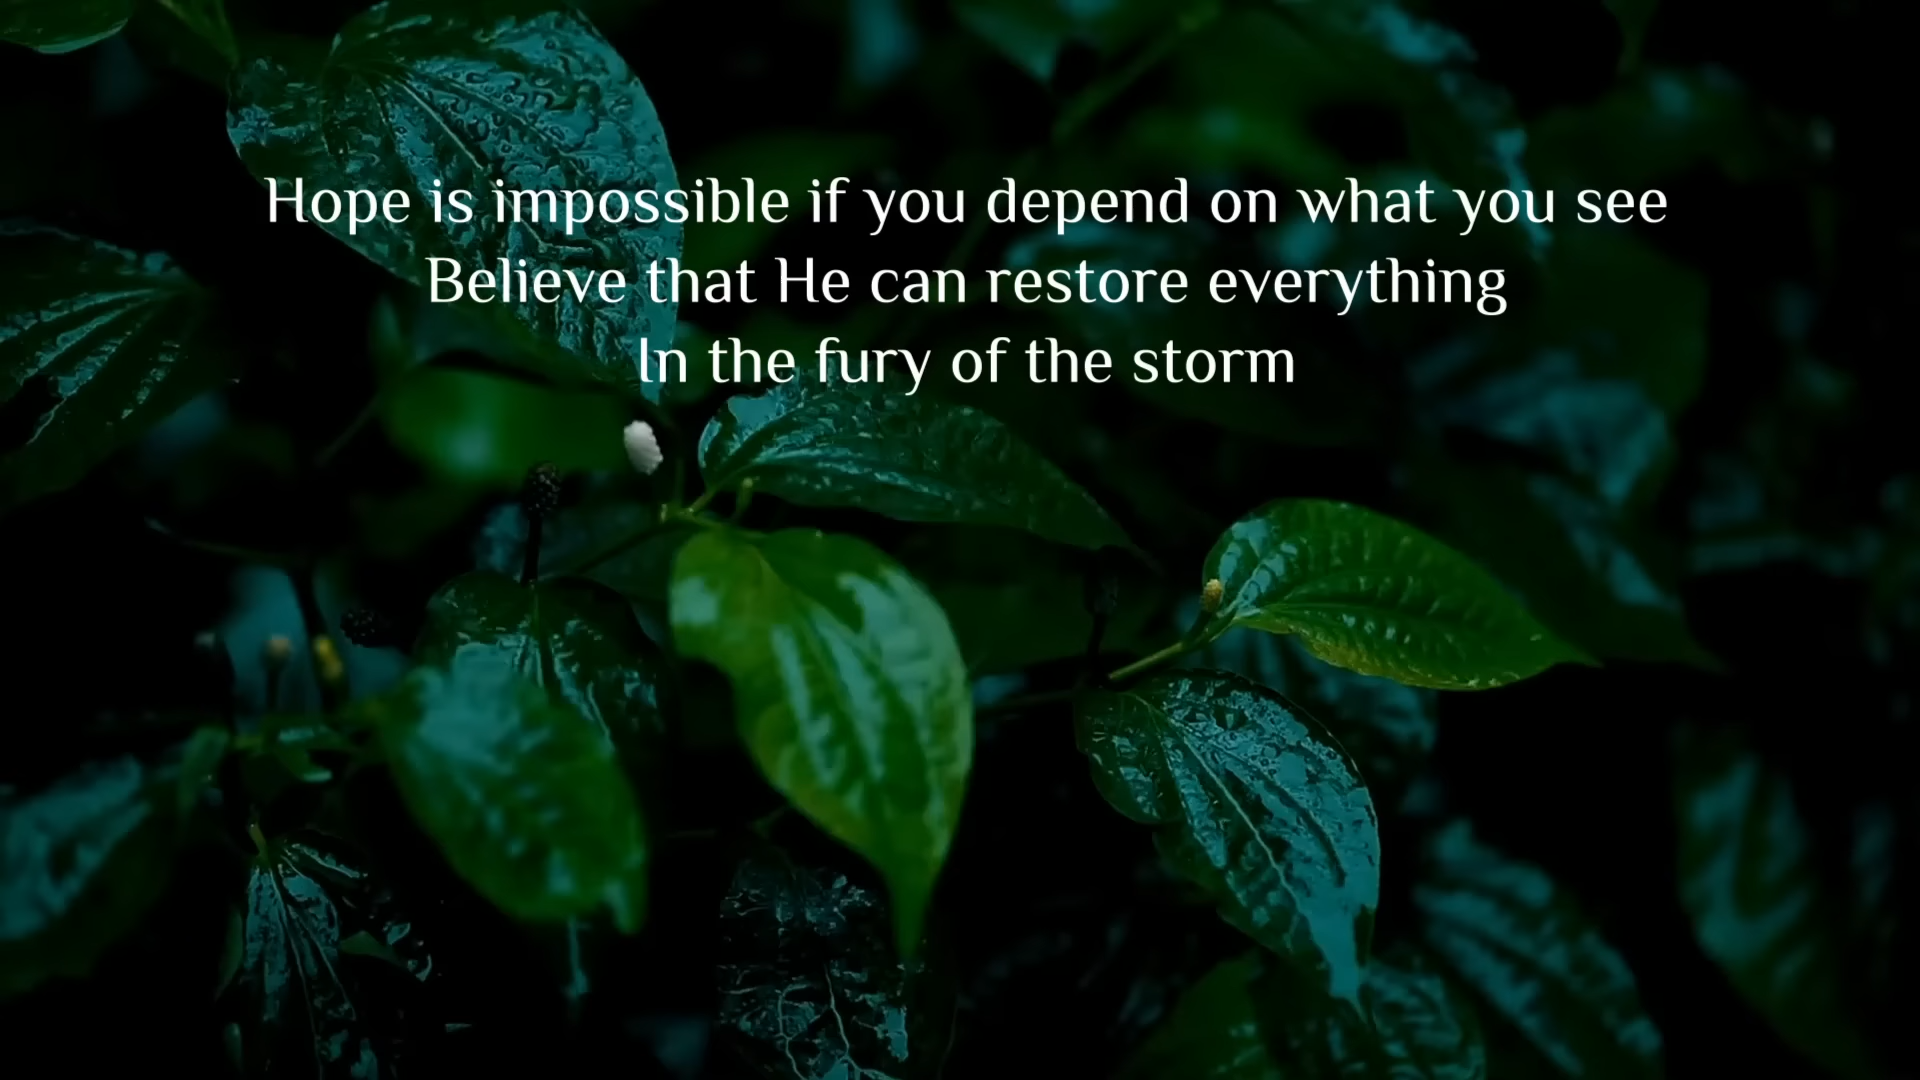 Hope is impossible if you depend on what you see
Believe that He can restore everything
In the fury of the storm